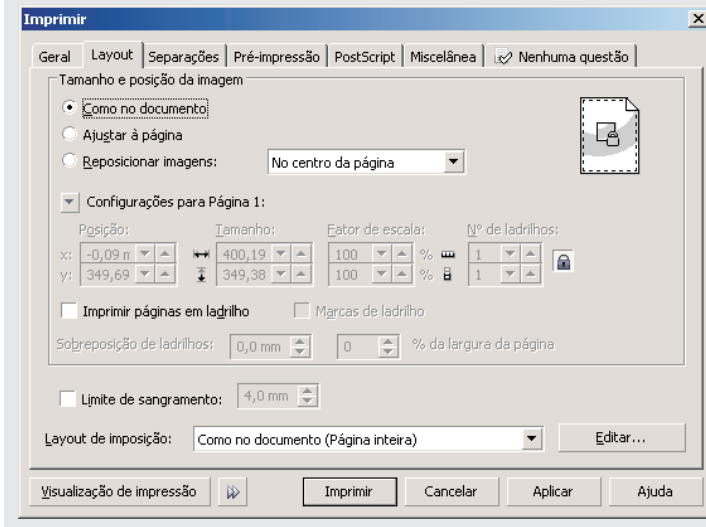 Imprimir
Geral Layout Separações Pré-impressão PostScript Miscelânea Nenhuma questão
Tamanho e posição da imagem
Como no documento
Ajustar à página
Reposicionar imagens: No centro da página
Configurações para Página 1:
Posição: Tamanho: Fator de escala: Nº de ladrilhos:
x: -0,09 m 400,19 100 % 1
y: 349,69 349,38 100 % 1
Imprimir páginas em ladrilho Marcas de ladrilho
Sobreposição de ladrilhos: 0,0 mm 0 % da largura da página
Limite de sangramento: 4,0 mm
Layout de imposição: Como no documento (Página inteira) Editar...
Visualização de impressão Imprimir Cancelar Aplicar Ajuda